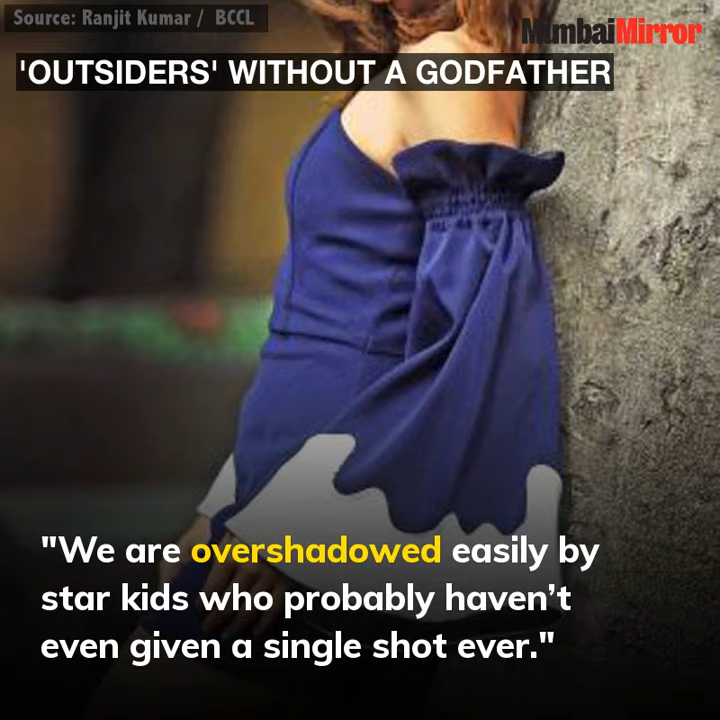 Source: Ranjit Kumar / BCCL
MumbaiMirror
'OUTSIDERS' WITHOUT A GODFATHER
"We are overshadowed easily by
star kids who probably haven’t
even given a single shot ever."